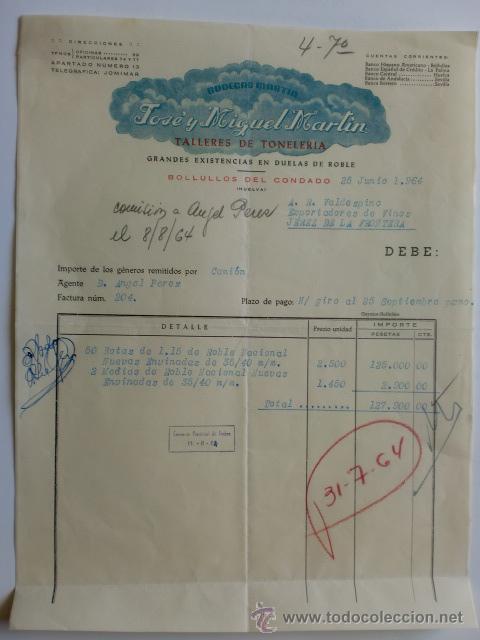 DIRECCIONES
TFNOS. OFICINAS ...... 
PARTICULARES 74 Y 77
APARTADO NUMERO 13
TELEGRAFICA: JOMIMAR
4-70
CUENTAS CORRIENTES:
Banco Hispano Americano - Bollullos
Banco Español de Crédito - La Palma
Banco Central - Huelva
Banco de Andalucía - Sevilla
Banco - Sevilla
BODEGAS MARTIN
José y Miguel Martin
TALLERES DE TONELERIA
GRANDES EXISTENCIAS EN DUELAS DE ROBLE
BOLLULLOS DEL CONDADO
(HUELVA)
25 Junio 1.964
comision a Angel Perez
el 8/8/64
A. R. Valdespino
Exportadores de Vinos
JEREZ DE LA FRONTERA
DEBE:
Importe de los géneros remitidos por Camión
Agente D. Angel Perez
Factura núm. 204.
Plazo de pago: N/ giro al 25 Septiembre
DETALLE
Precio unidad
IMPORTE
PESETAS
CTS.
50 Botas de 1.15 de Roble Nacional
Nuevas Envinadas de 35/40 m/m.
2.500
125.000 00
2 Medias de Roble Nacional Nuevas
Envinadas de 35/40 m/m.
1.450
2.900 00
Total ........
127.900 00
31-7-64
www.todocoleccion.net